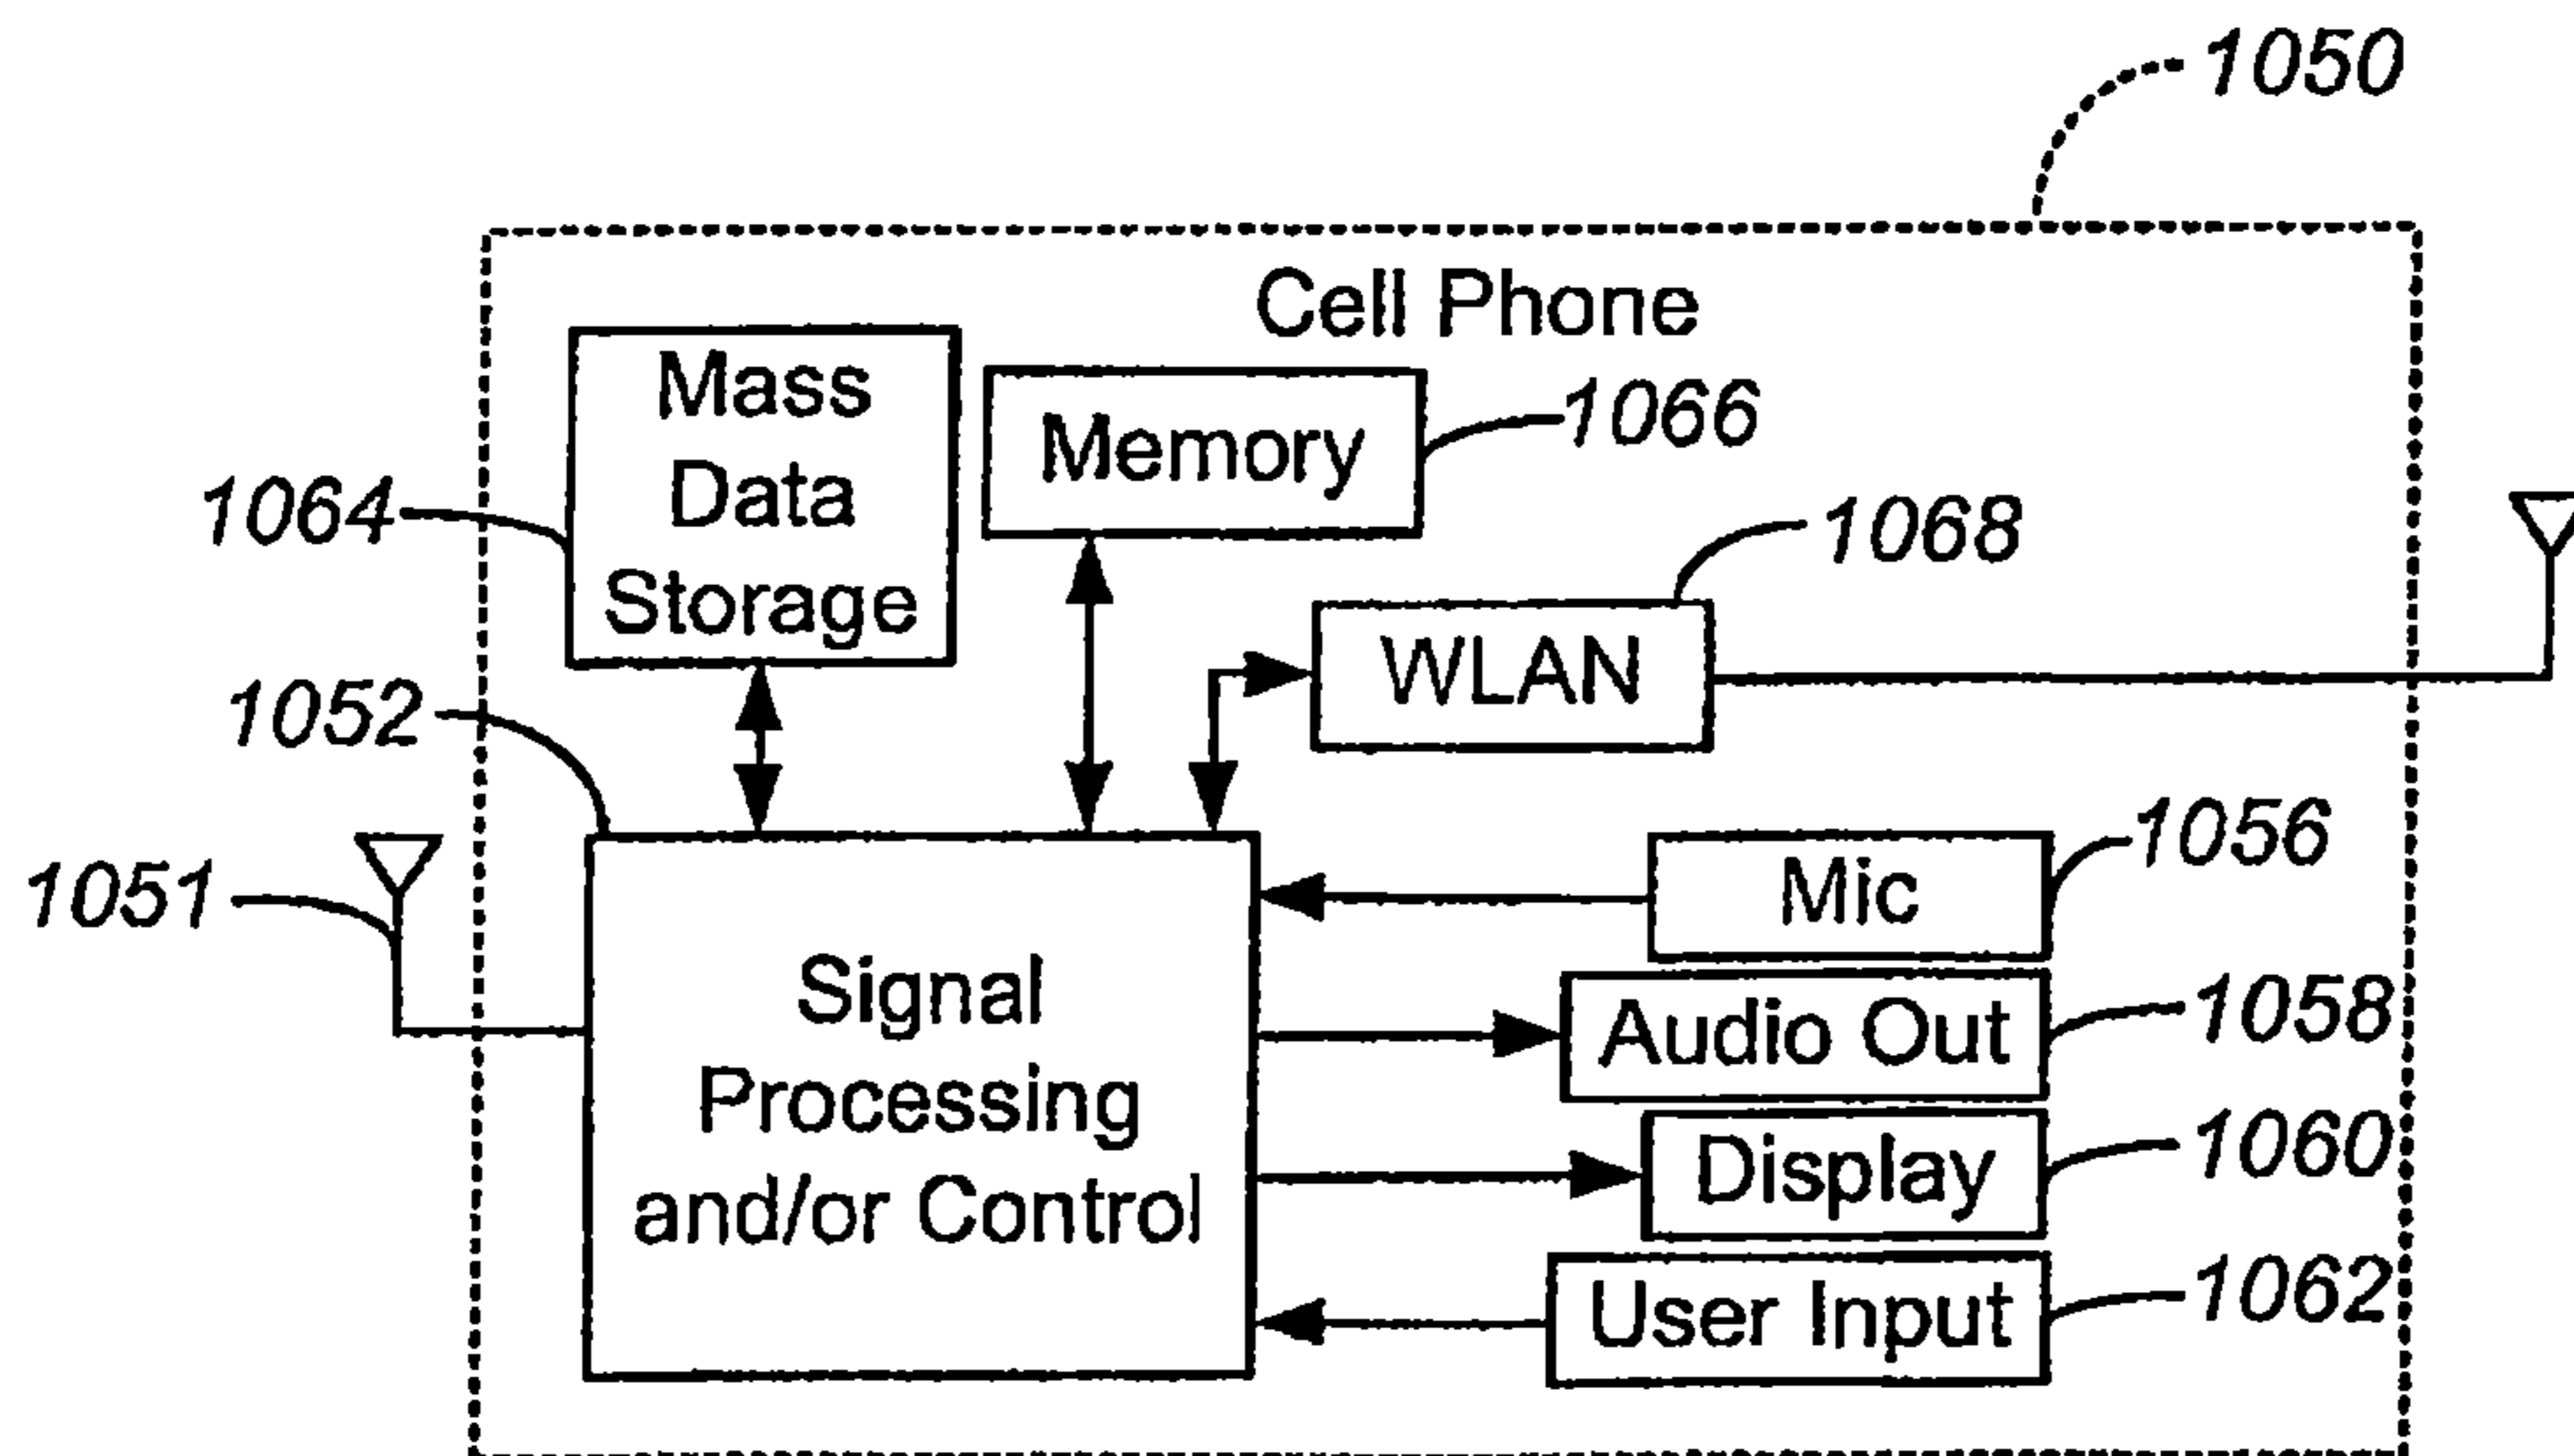 1050
Cell Phone
Mass
Data
Storage
Memory
1066
1064
1068
WLAN
1052
1051
Mic
1056
Signal
Processing
and/or Control
Audio Out
1058
Display
1060
User Input
1062